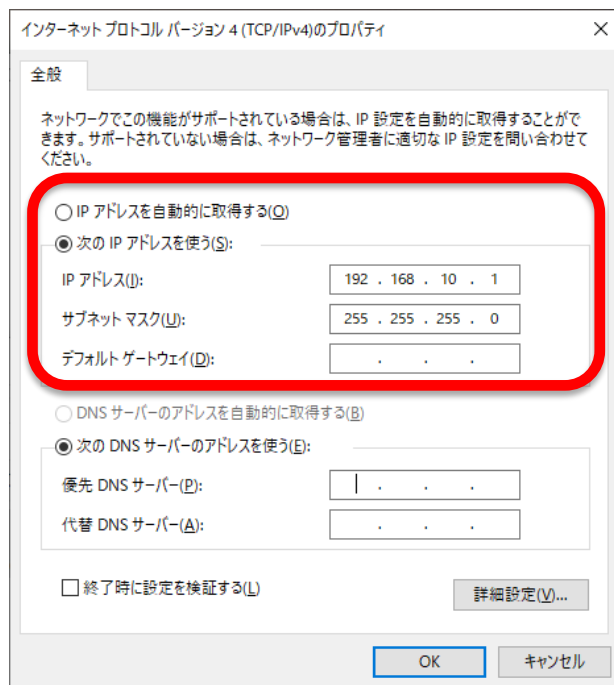 インターネット プロトコル バージョン 4 (TCP/IPv4)のプロパティ
全般
ネットワークでこの機能がサポートされている場合は、IP 設定を自動的に取得することがで
きます。サポートされていない場合は、ネットワーク管理者に適切な IP 設定を問い合わせて
ください。
IP アドレスを自動的に取得する(O)
次の IP アドレスを使う(S):
IP アドレス(I): 192 . 168 . 10 . 1
サブネット マスク(U): 255 . 255 . 255 . 0
デフォルト ゲートウェイ(D): . . .
DNS サーバーのアドレスを自動的に取得する(B)
次の DNS サーバーのアドレスを使う(E):
優先 DNS サーバー(P): . . .
代替 DNS サーバー(A): . . .
終了時に設定を検証する(L)
詳細設定(V)...
OK キャンセル